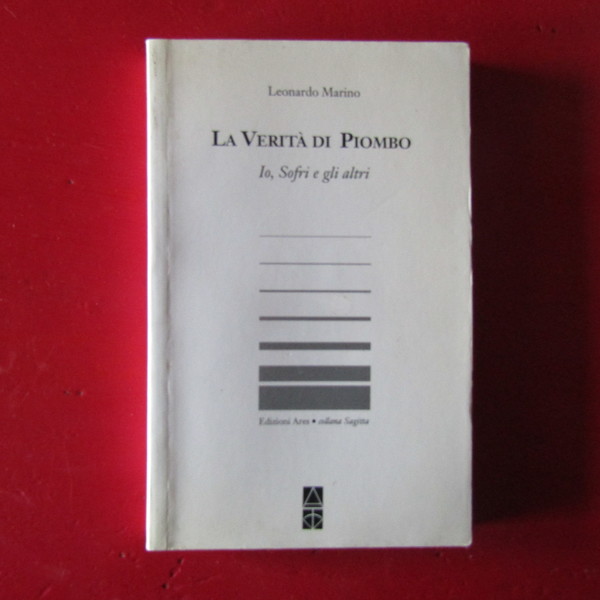 Leonardo Marino
LA VERITÀ DI PIOMBO
Io, Sofri e gli altri
Edizioni Ares • collana Sagitta